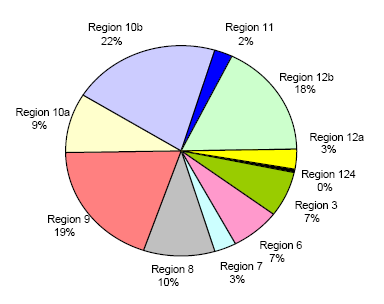 Region 10b
22%
Region 11
2%
Region 12b
18%
Region 12a
3%
Region 124
0%
Region 3
7%
Region 6
7%
Region 7
3%
Region 8
10%
Region 9
19%
Region 10a
9%